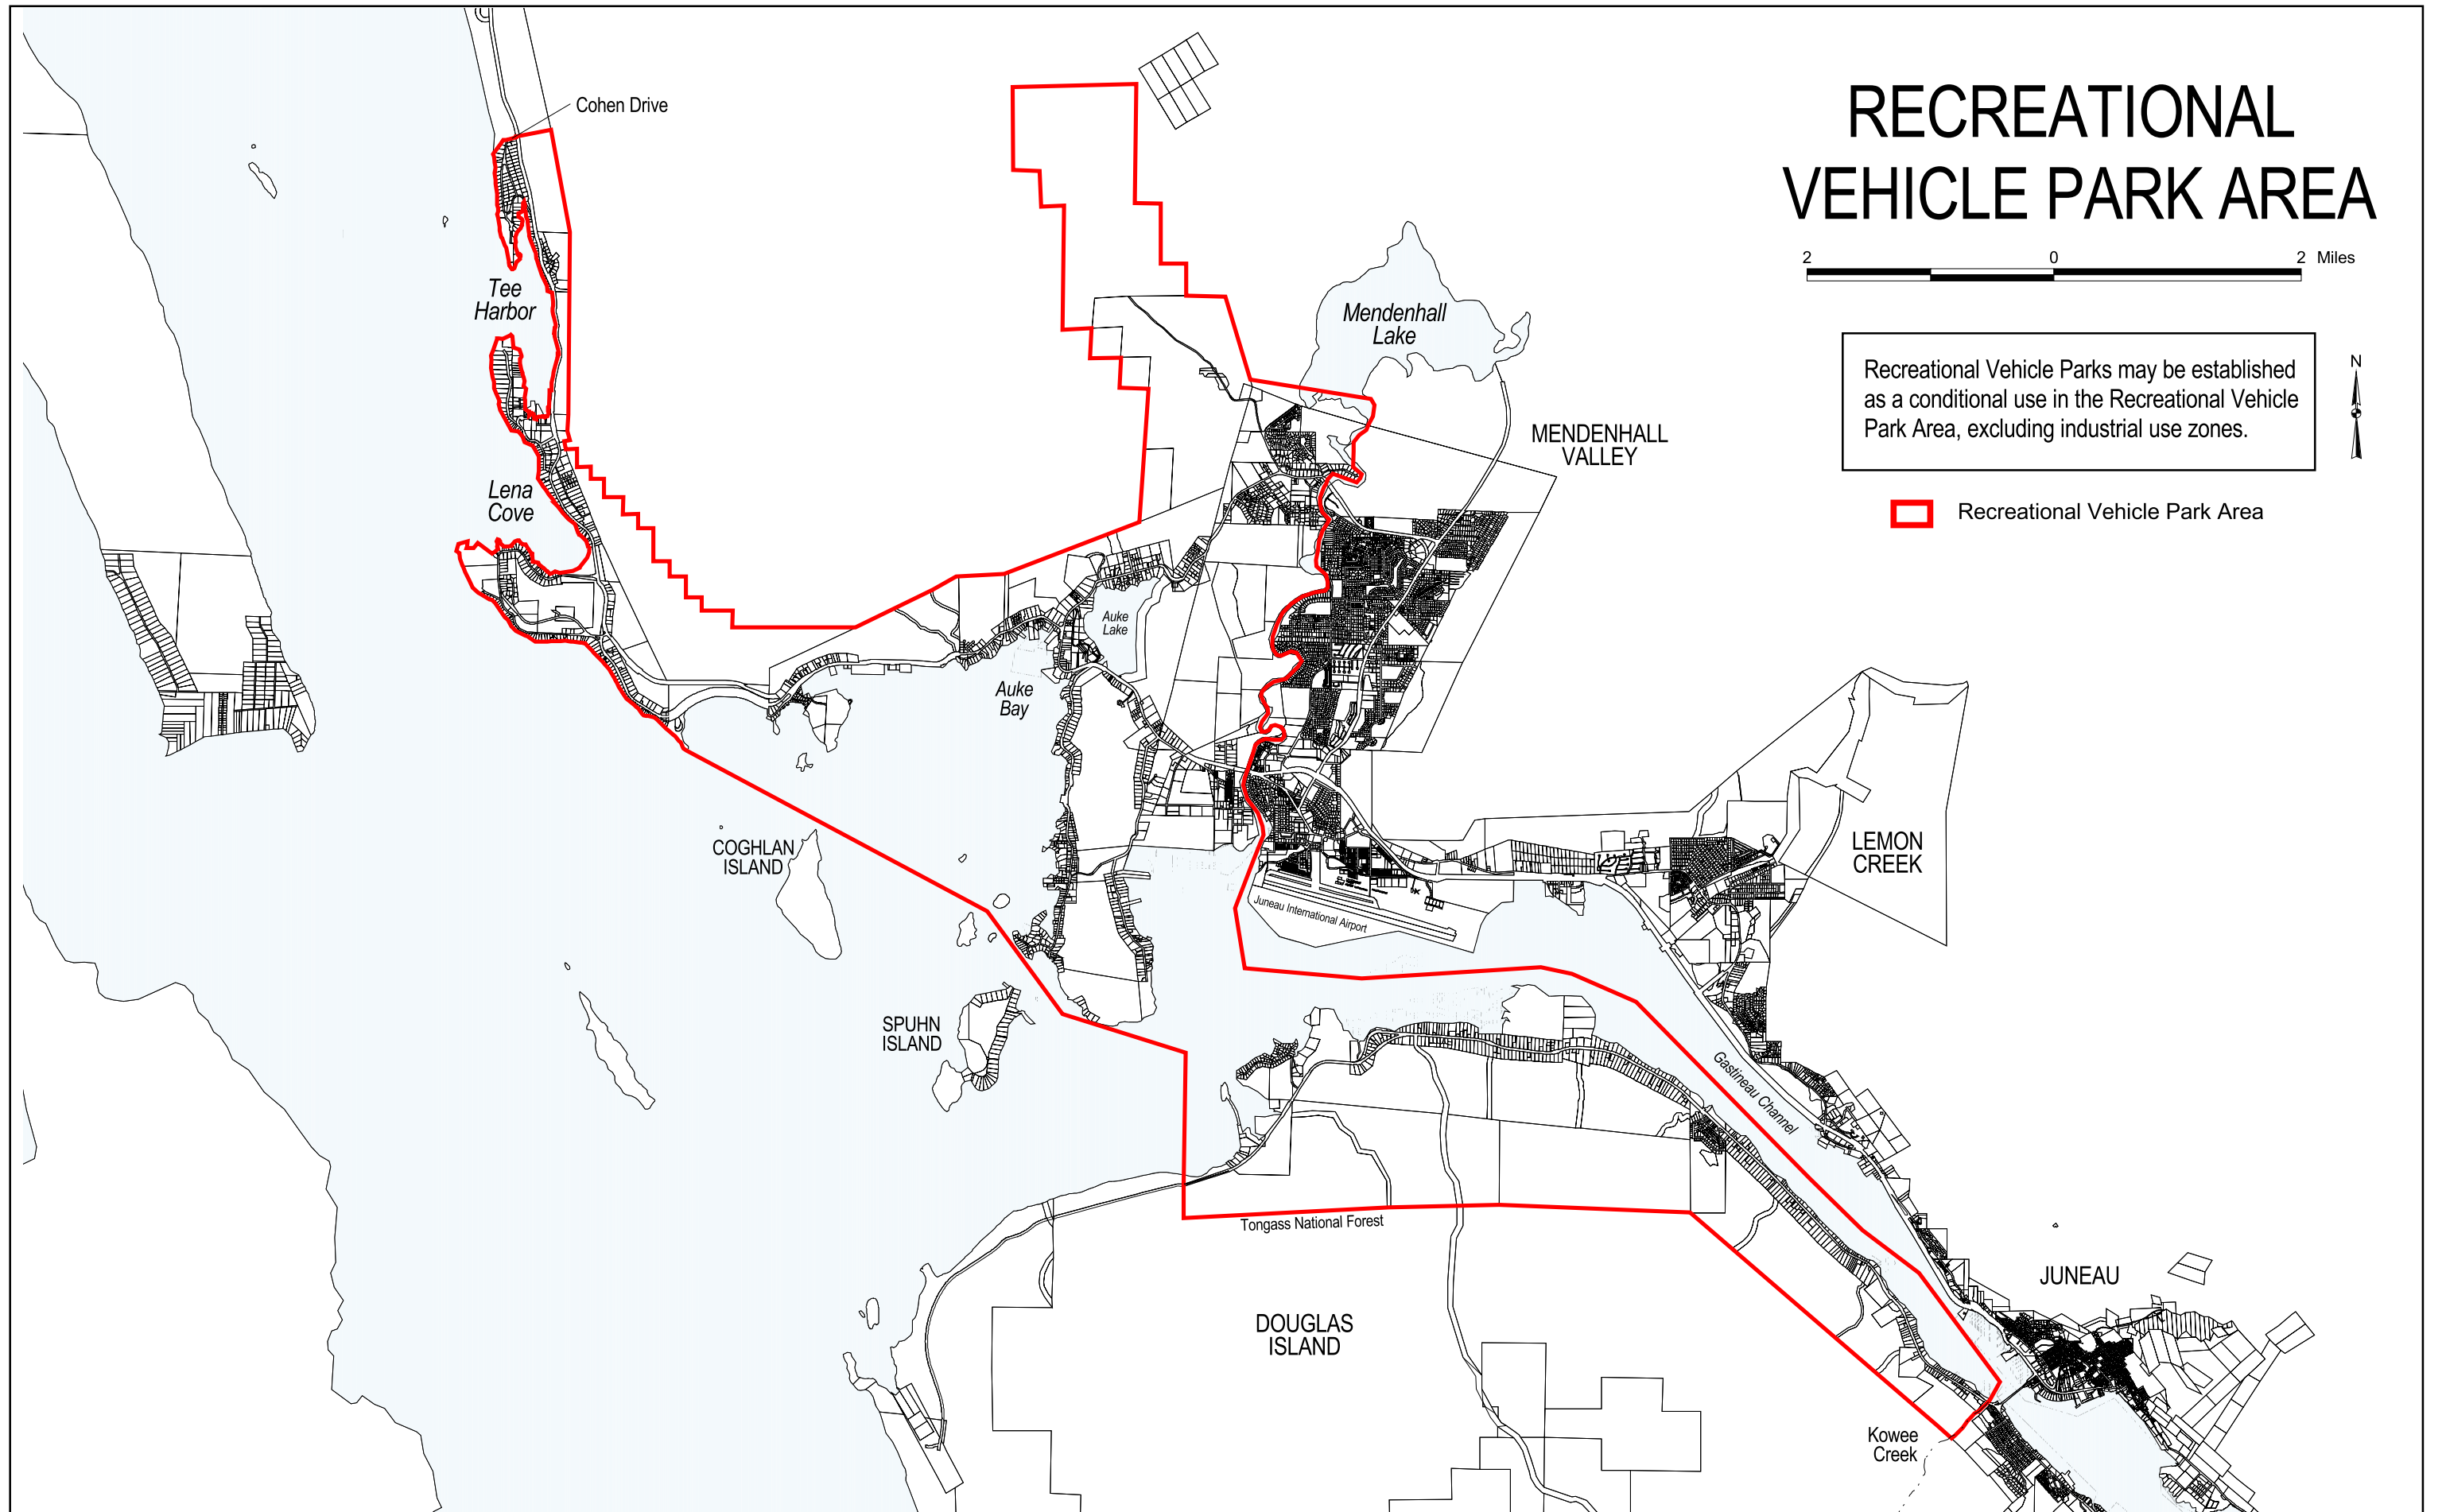 RECREATIONAL
VEHICLE PARK AREA
2 0 2 Miles
Recreational Vehicle Parks may be established
as a conditional use in the Recreational Vehicle
Park Area, excluding industrial use zones.
N
Recreational Vehicle Park Area
Cohen Drive
Tee
Harbor
Mendenhall
Lake
MENDENHALL
VALLEY
Lena
Cove
Auke
Lake
Auke
Bay
COGHLAN
ISLAND
LEMON
CREEK
Juneau International Airport
SPUHN
ISLAND
Gastineau Channel
Tongass National Forest
JUNEAU
DOUGLAS
ISLAND
Kowee
Creek